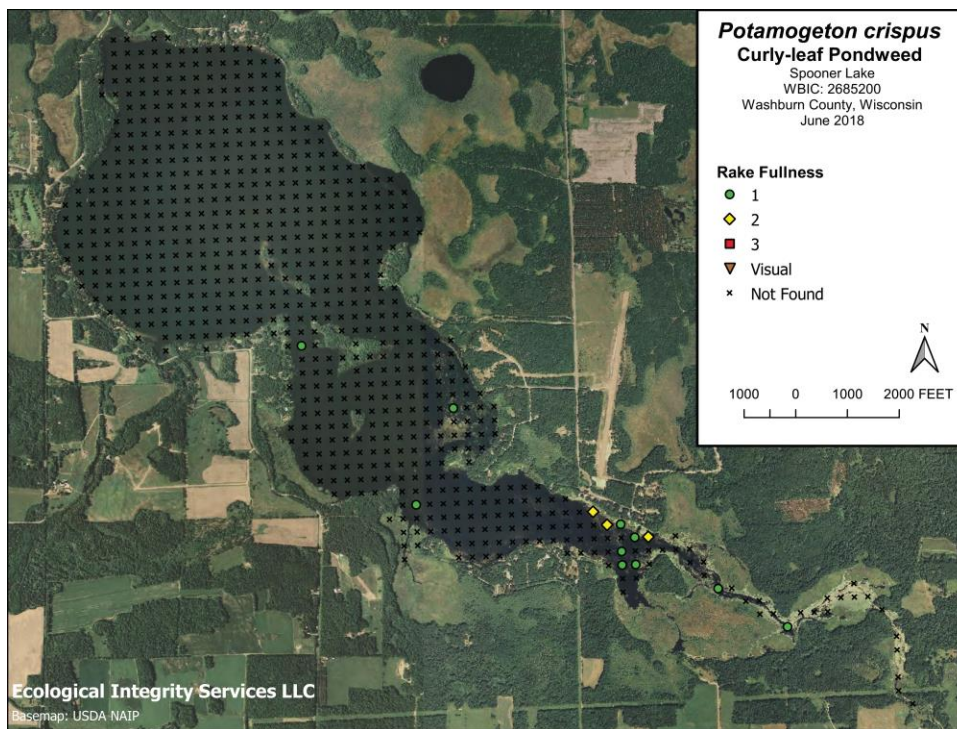 Potamogeton crispus
Curly-leaf Pondweed
Spooner Lake
WBIC: 2685200
Washburn County, Wisconsin
June 2018
Rake Fullness
1
2
3
Visual
Not Found
N
1000 0 1000 2000 FEET
Ecological Integrity Services LLC
Basemap: USDA NAIP